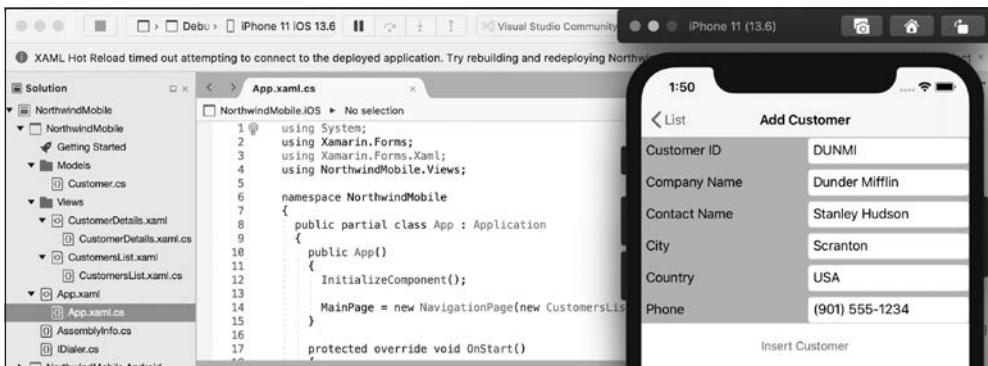 Debu › iPhone 11 iOS 13.6
Visual Studio Community
XAML Hot Reload timed out attempting to connect to the deployed application. Try rebuilding and redeploying Northw
Solution
NorthwindMobile
NorthwindMobile
Getting Started
Models
Customer.cs
Views
CustomerDetails.xaml
CustomerDetails.xaml.cs
CustomersList.xaml
CustomersList.xaml.cs
App.xaml
App.xaml.cs
AssemblyInfo.cs
IDialer.cs
App.xaml.cs
NorthwindMobile.iOS ▸ No selection
1 using System;
2 using Xamarin.Forms;
3 using Xamarin.Forms.Xaml;
4 using NorthwindMobile.Views;
5
6 namespace NorthwindMobile
7 {
8 public partial class App : Application
9 {
10 public App()
11 {
12 InitializeComponent();
13
14 MainPage = new NavigationPage(new CustomersLis
15 }
16
17 protected override void OnStart()
iPhone 11 (13.6)
1:50
List Add Customer
Customer ID DUNMI
Company Name Dunder Mifflin
Contact Name Stanley Hudson
City Scranton
Country USA
Phone (901) 555-1234
Insert Customer